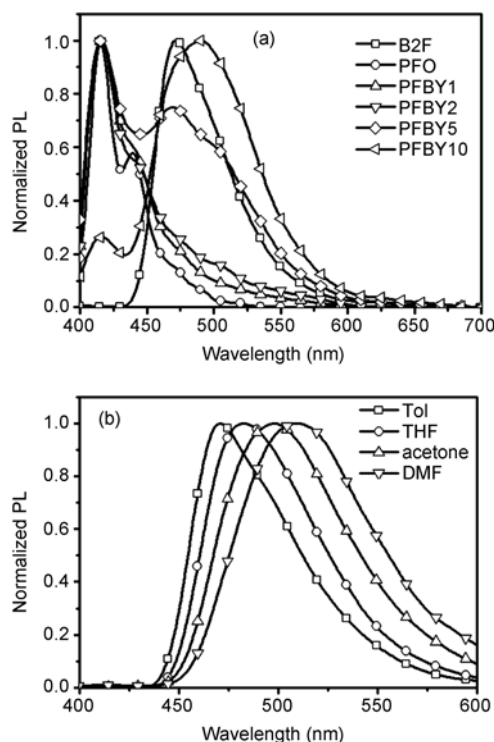 (a)
B2F
PFO
PFBY1
PFBY2
PFBY5
PFBY10
Normalized PL
1.0
0.8
0.6
0.4
0.2
0.0
400 450 500 550 600 650 700
Wavelength (nm)
(b)
Tol
THF
acetone
DMF
Normalized PL
1.0
0.8
0.6
0.4
0.2
0.0
400 450 500 550 600
Wavelength (nm)